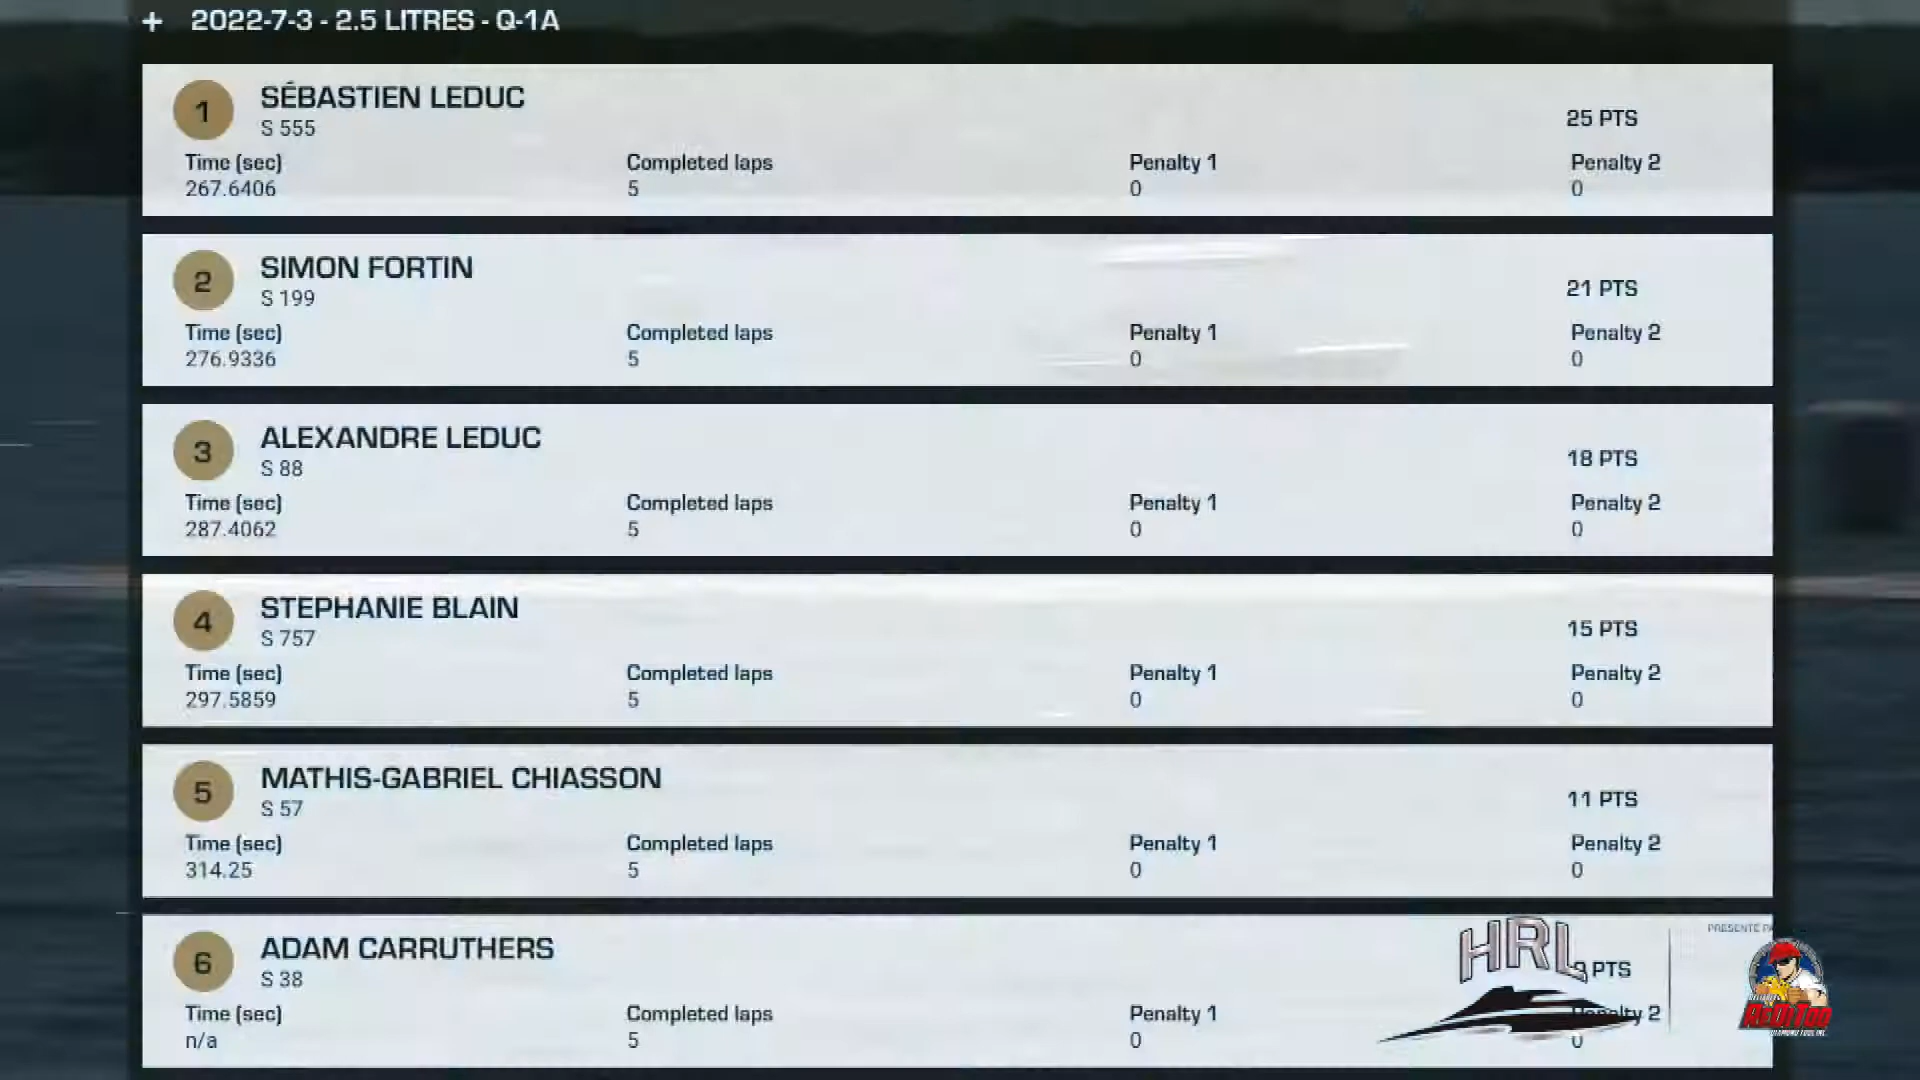 + 2022-7-3 - 2.5 LITRES - Q-1A
1 SÉBASTIEN LEDUC
S 555
25 PTS
Time (sec) Completed laps Penalty 1 Penalty 2
267.6406 5 0 0
2 SIMON FORTIN
S 199
21 PTS
Time (sec) Completed laps Penalty 1 Penalty 2
276.9336 5 0 0
3 ALEXANDRE LEDUC
S 88
18 PTS
Time (sec) Completed laps Penalty 1 Penalty 2
287.4062 5 0 0
4 STEPHANIE BLAIN
S 757
15 PTS
Time (sec) Completed laps Penalty 1 Penalty 2
297.5859 5 0 0
5 MATHIS-GABRIEL CHIASSON
S 57
11 PTS
Time (sec) Completed laps Penalty 1 Penalty 2
314.25 5 0 0
6 ADAM CARRUTHERS
S 38
PTS
Time (sec) Completed laps Penalty 1 Penalty 2
n/a 5 0 0
HRL
PRESENTÉ